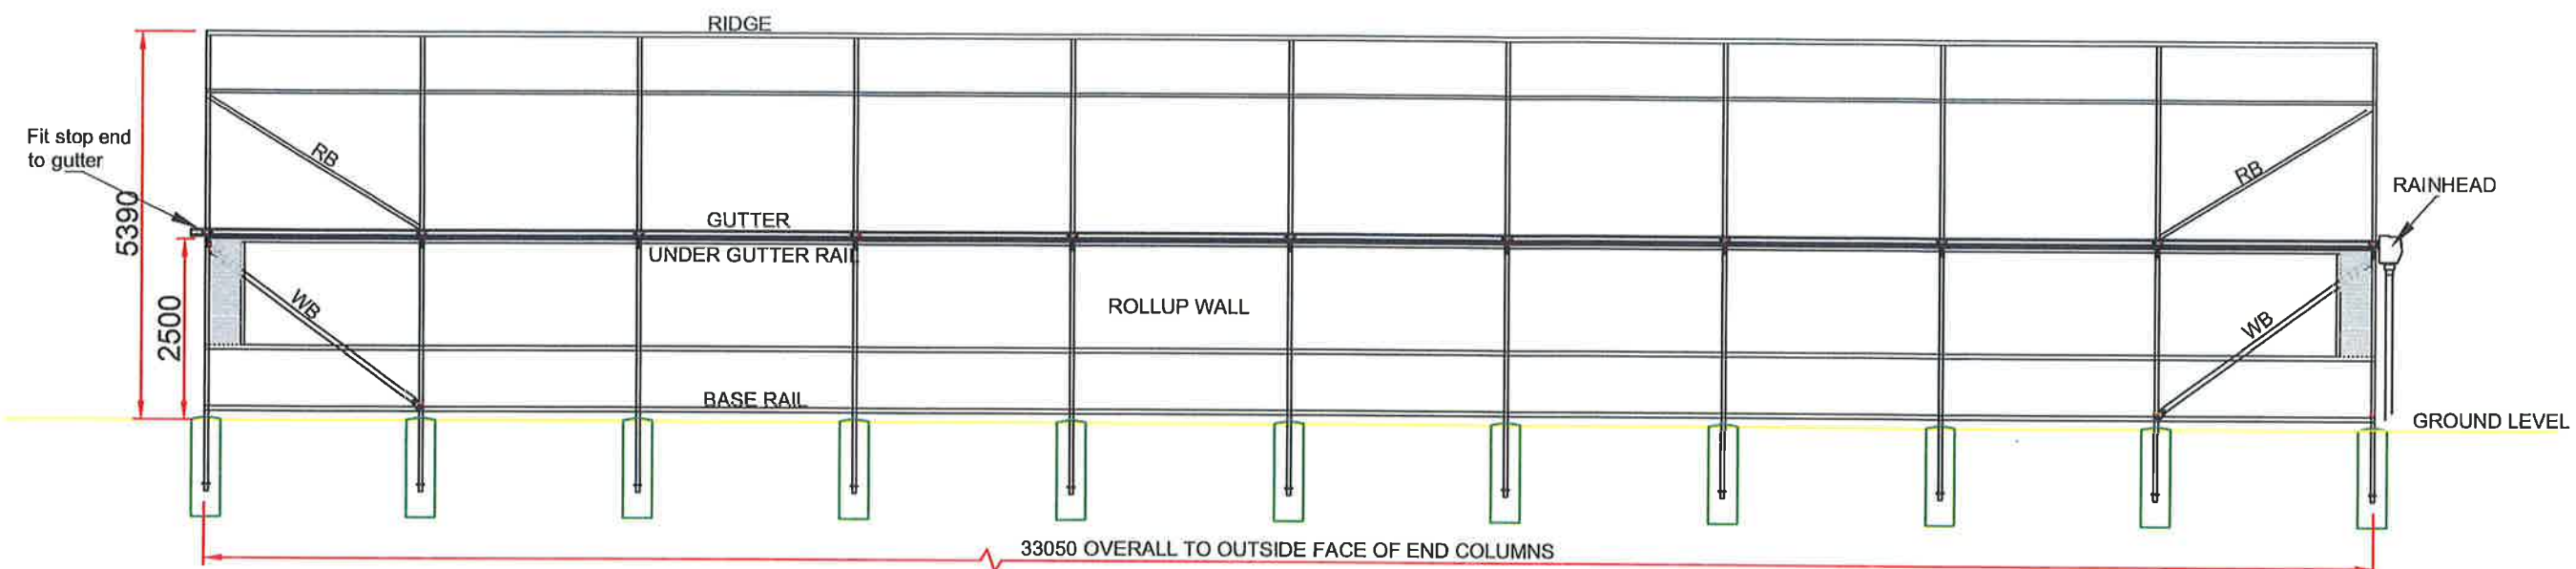 RIDGE
Fit stop end
to gutter
RB
RB
RAINHEAD
5390
GUTTER
UNDER GUTTER RAIL
2500
WB
ROLLUP WALL
WB
BASE RAIL
GROUND LEVEL
33050 OVERALL TO OUTSIDE FACE OF END COLUMNS